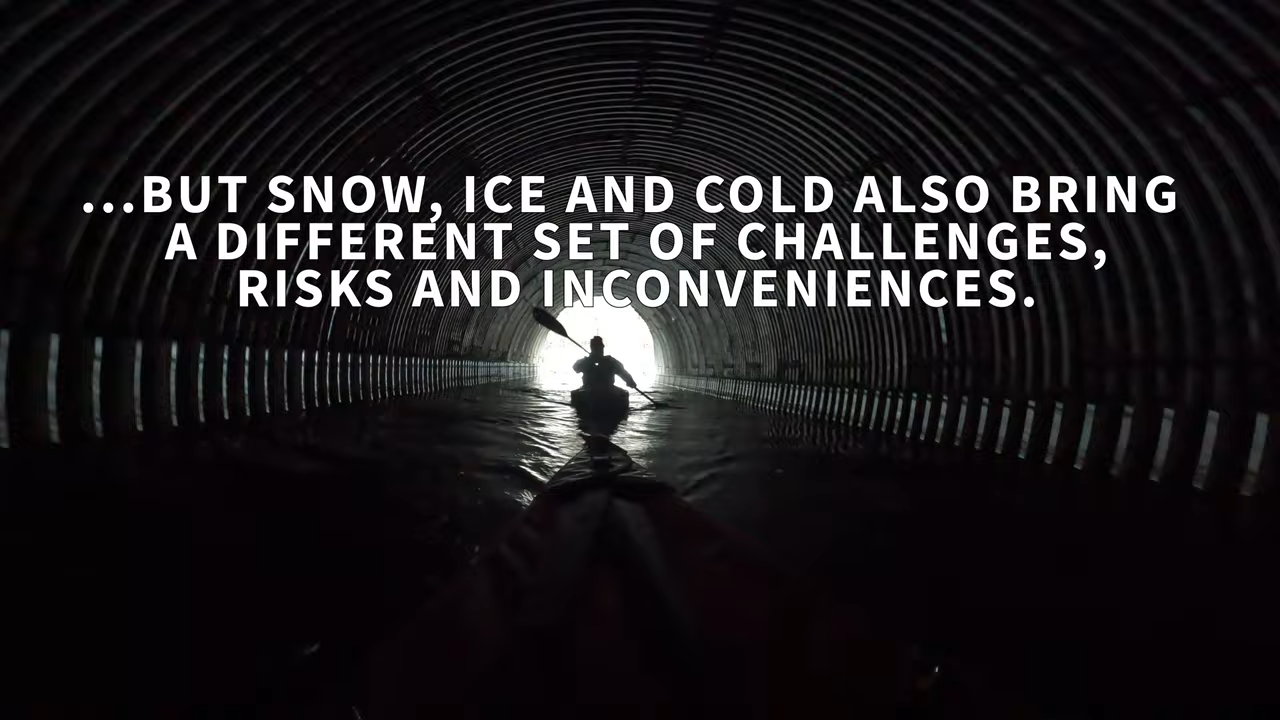 ...BUT SNOW, ICE AND COLD ALSO BRING
A DIFFERENT SET OF CHALLENGES,
RISKS AND INCONVENIENCES.